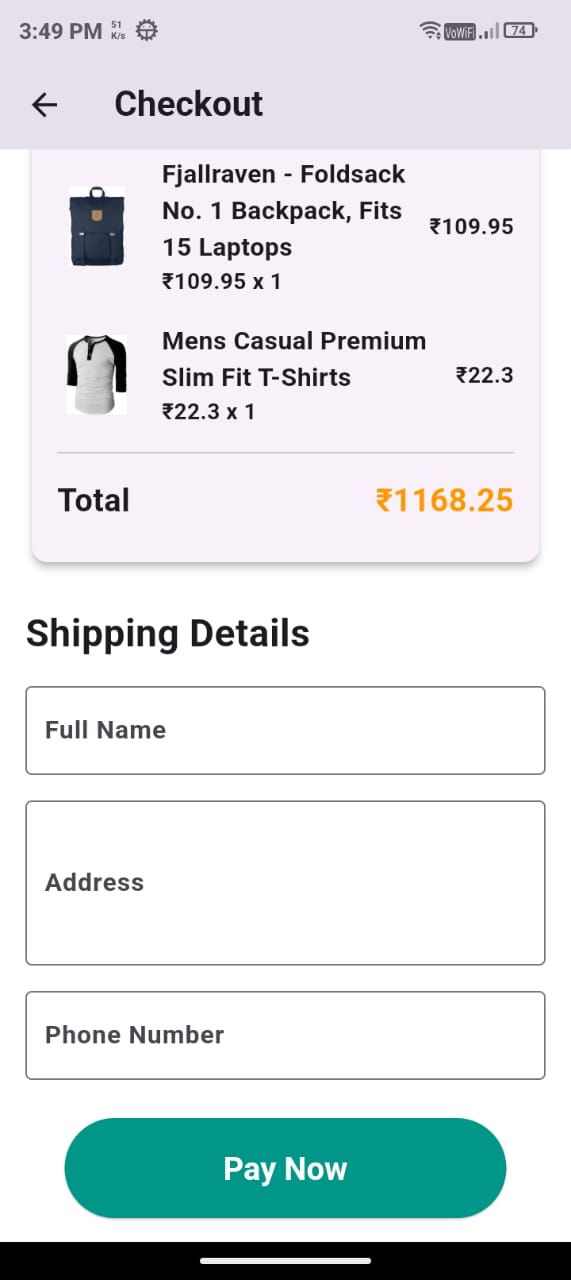 3:49 PM 51 K/s VoWiFi 74
Checkout
Fjallraven - Foldsack
No. 1 Backpack, Fits
15 Laptops
₹109.95
₹109.95 x 1
Mens Casual Premium
Slim Fit T-Shirts
₹22.3
₹22.3 x 1
Total ₹1168.25
Shipping Details
Full Name
Address
Phone Number
Pay Now